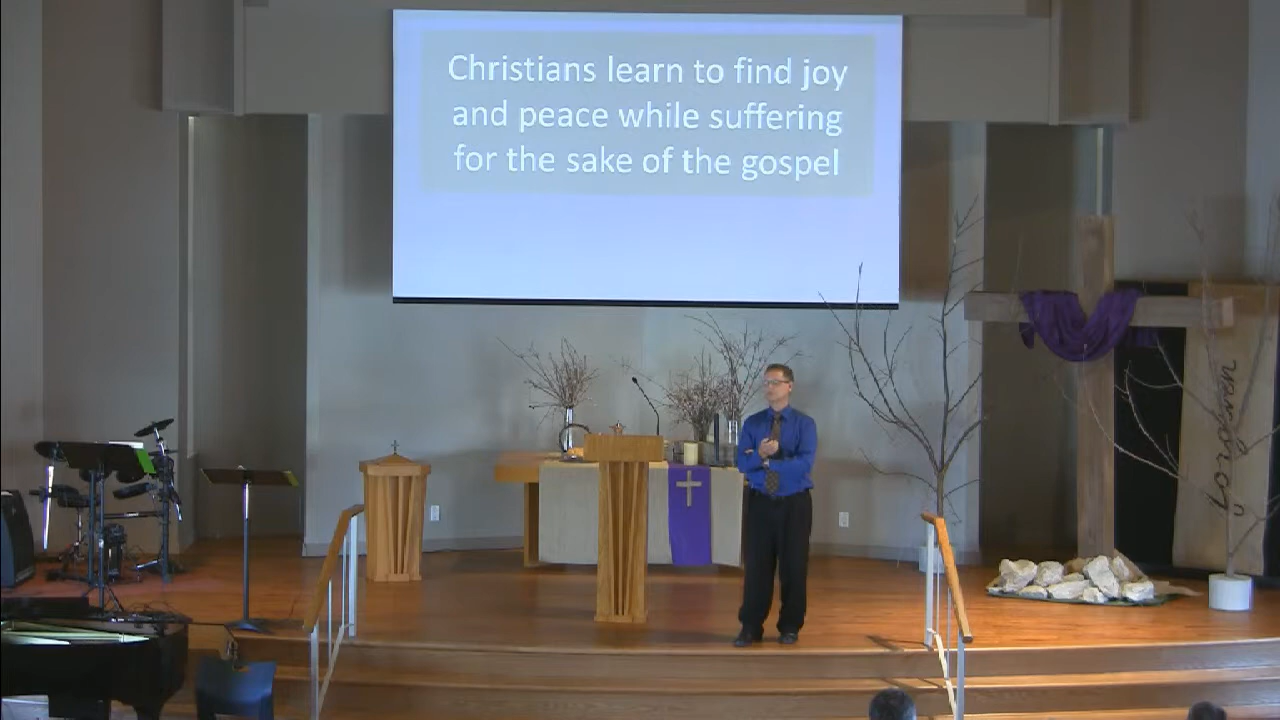 Christians learn to find joy
and peace while suffering
for the sake of the gospel
forgiven